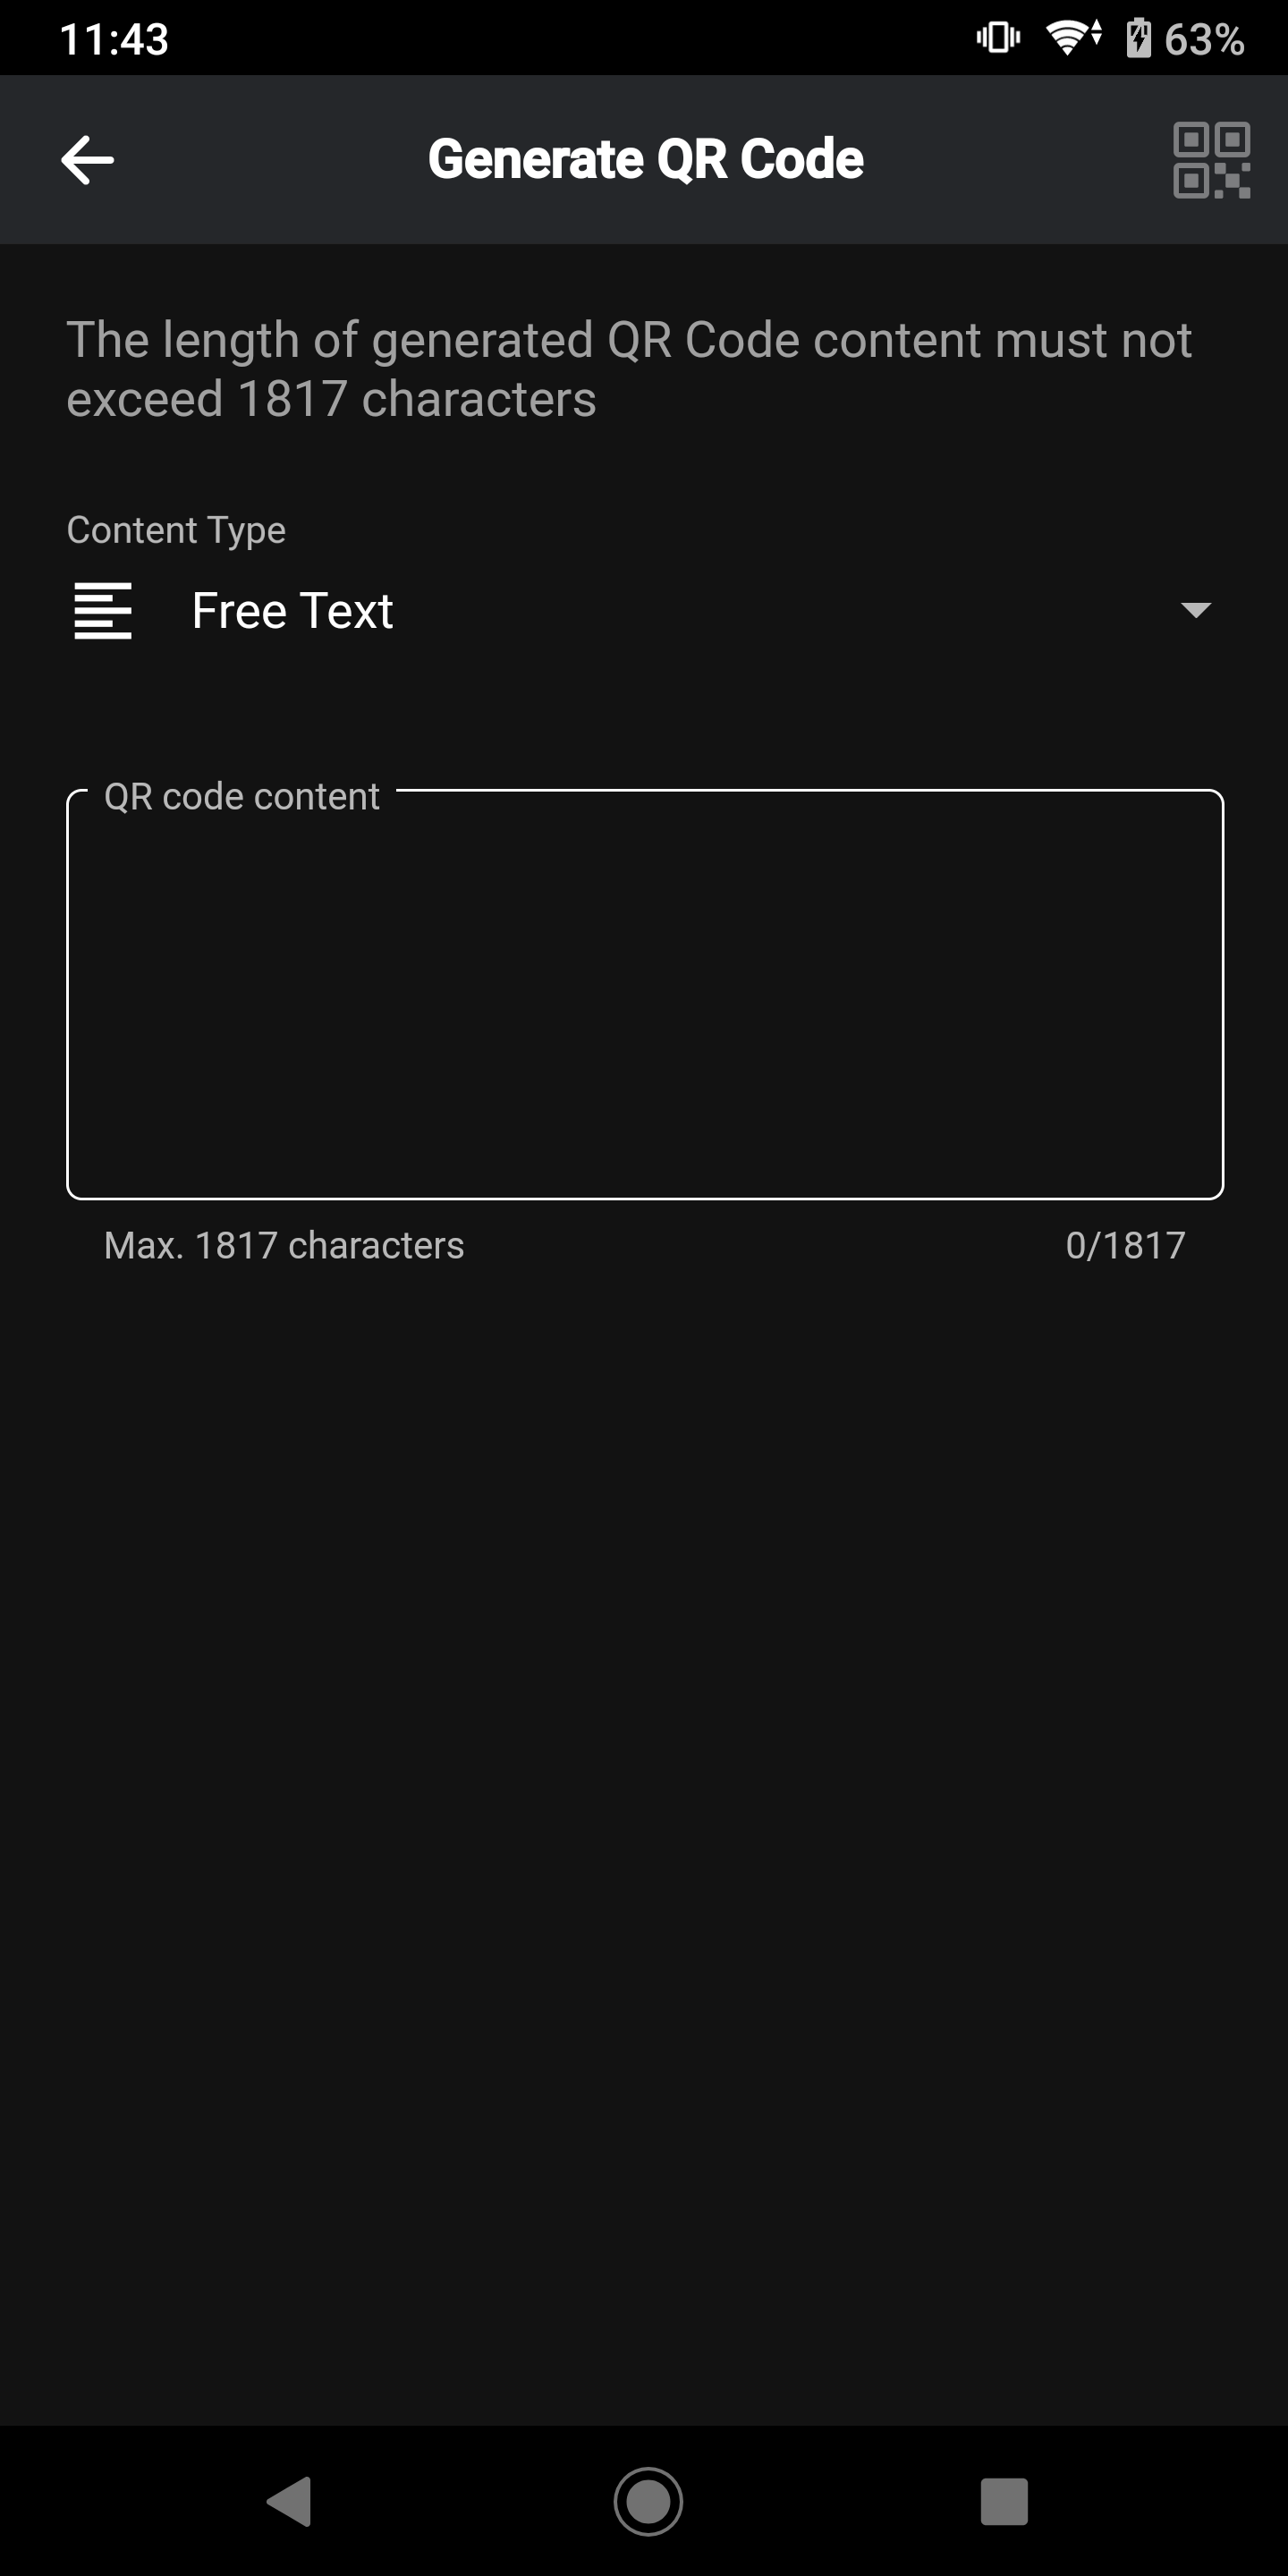 11:43
63%
Generate QR Code
The length of generated QR Code content must not
exceed 1817 characters
Content Type
Free Text
QR code content
Max. 1817 characters
0/1817